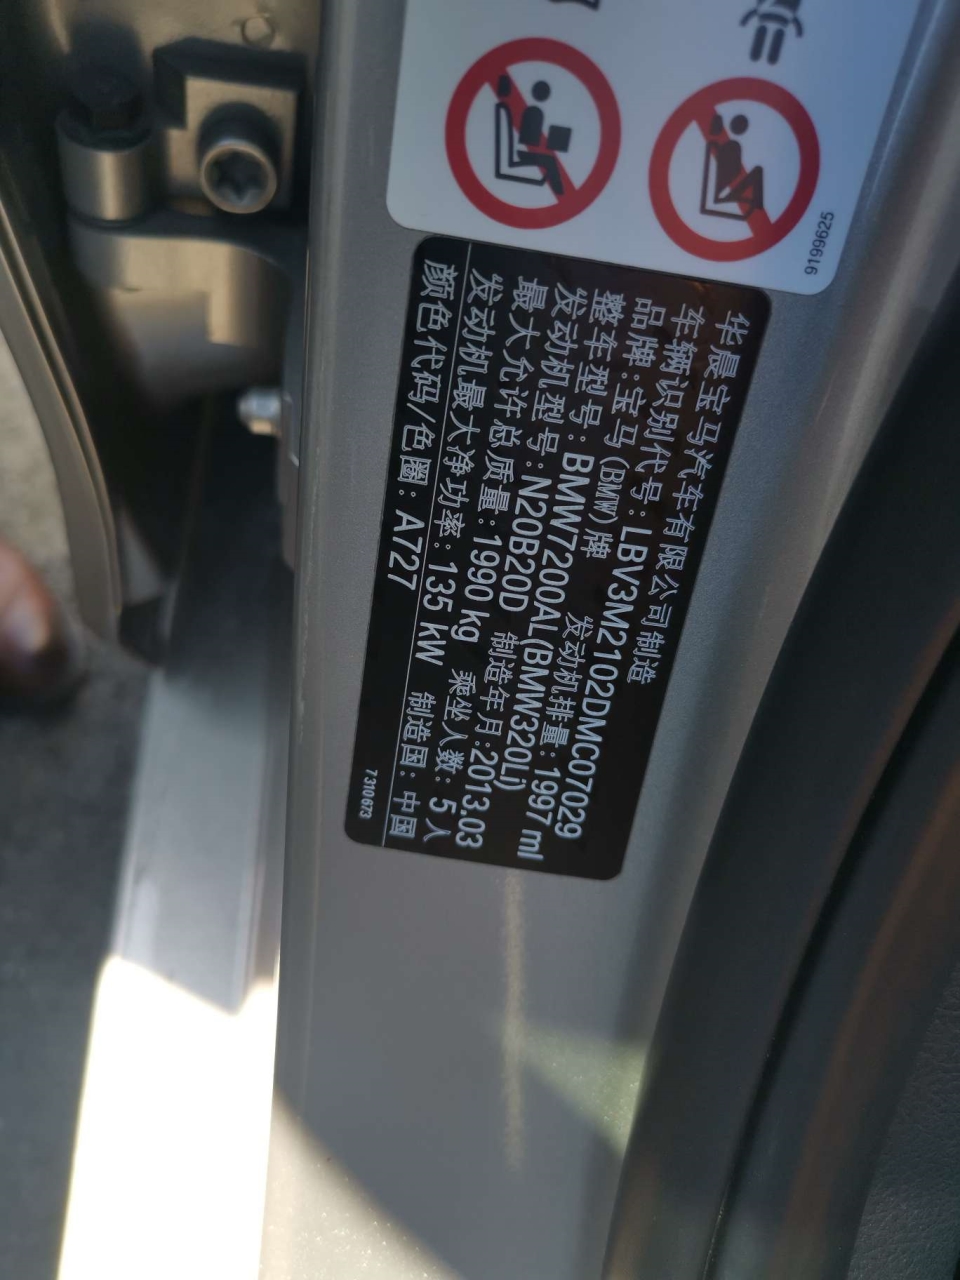 9199625
华晨宝马汽车有限公司制造
车辆识别代号：LBV3M2102DMC07029
品牌：宝马(BMW)牌 发动机排量：1997 ml
整车型号：BMW7200AL(BMW320Li)
发动机型号：N20B20D 制造年月：2013.03
最大允许总质量：1990 kg 乘坐人数：5人
发动机最大净功率：135 kW 制造国：中国
颜色代码/色圈：A727
7310673